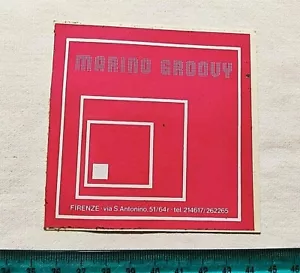 MARINO GROOVY
FIRENZE - via S. Antonino, 51/64r - tel. 214617/262265